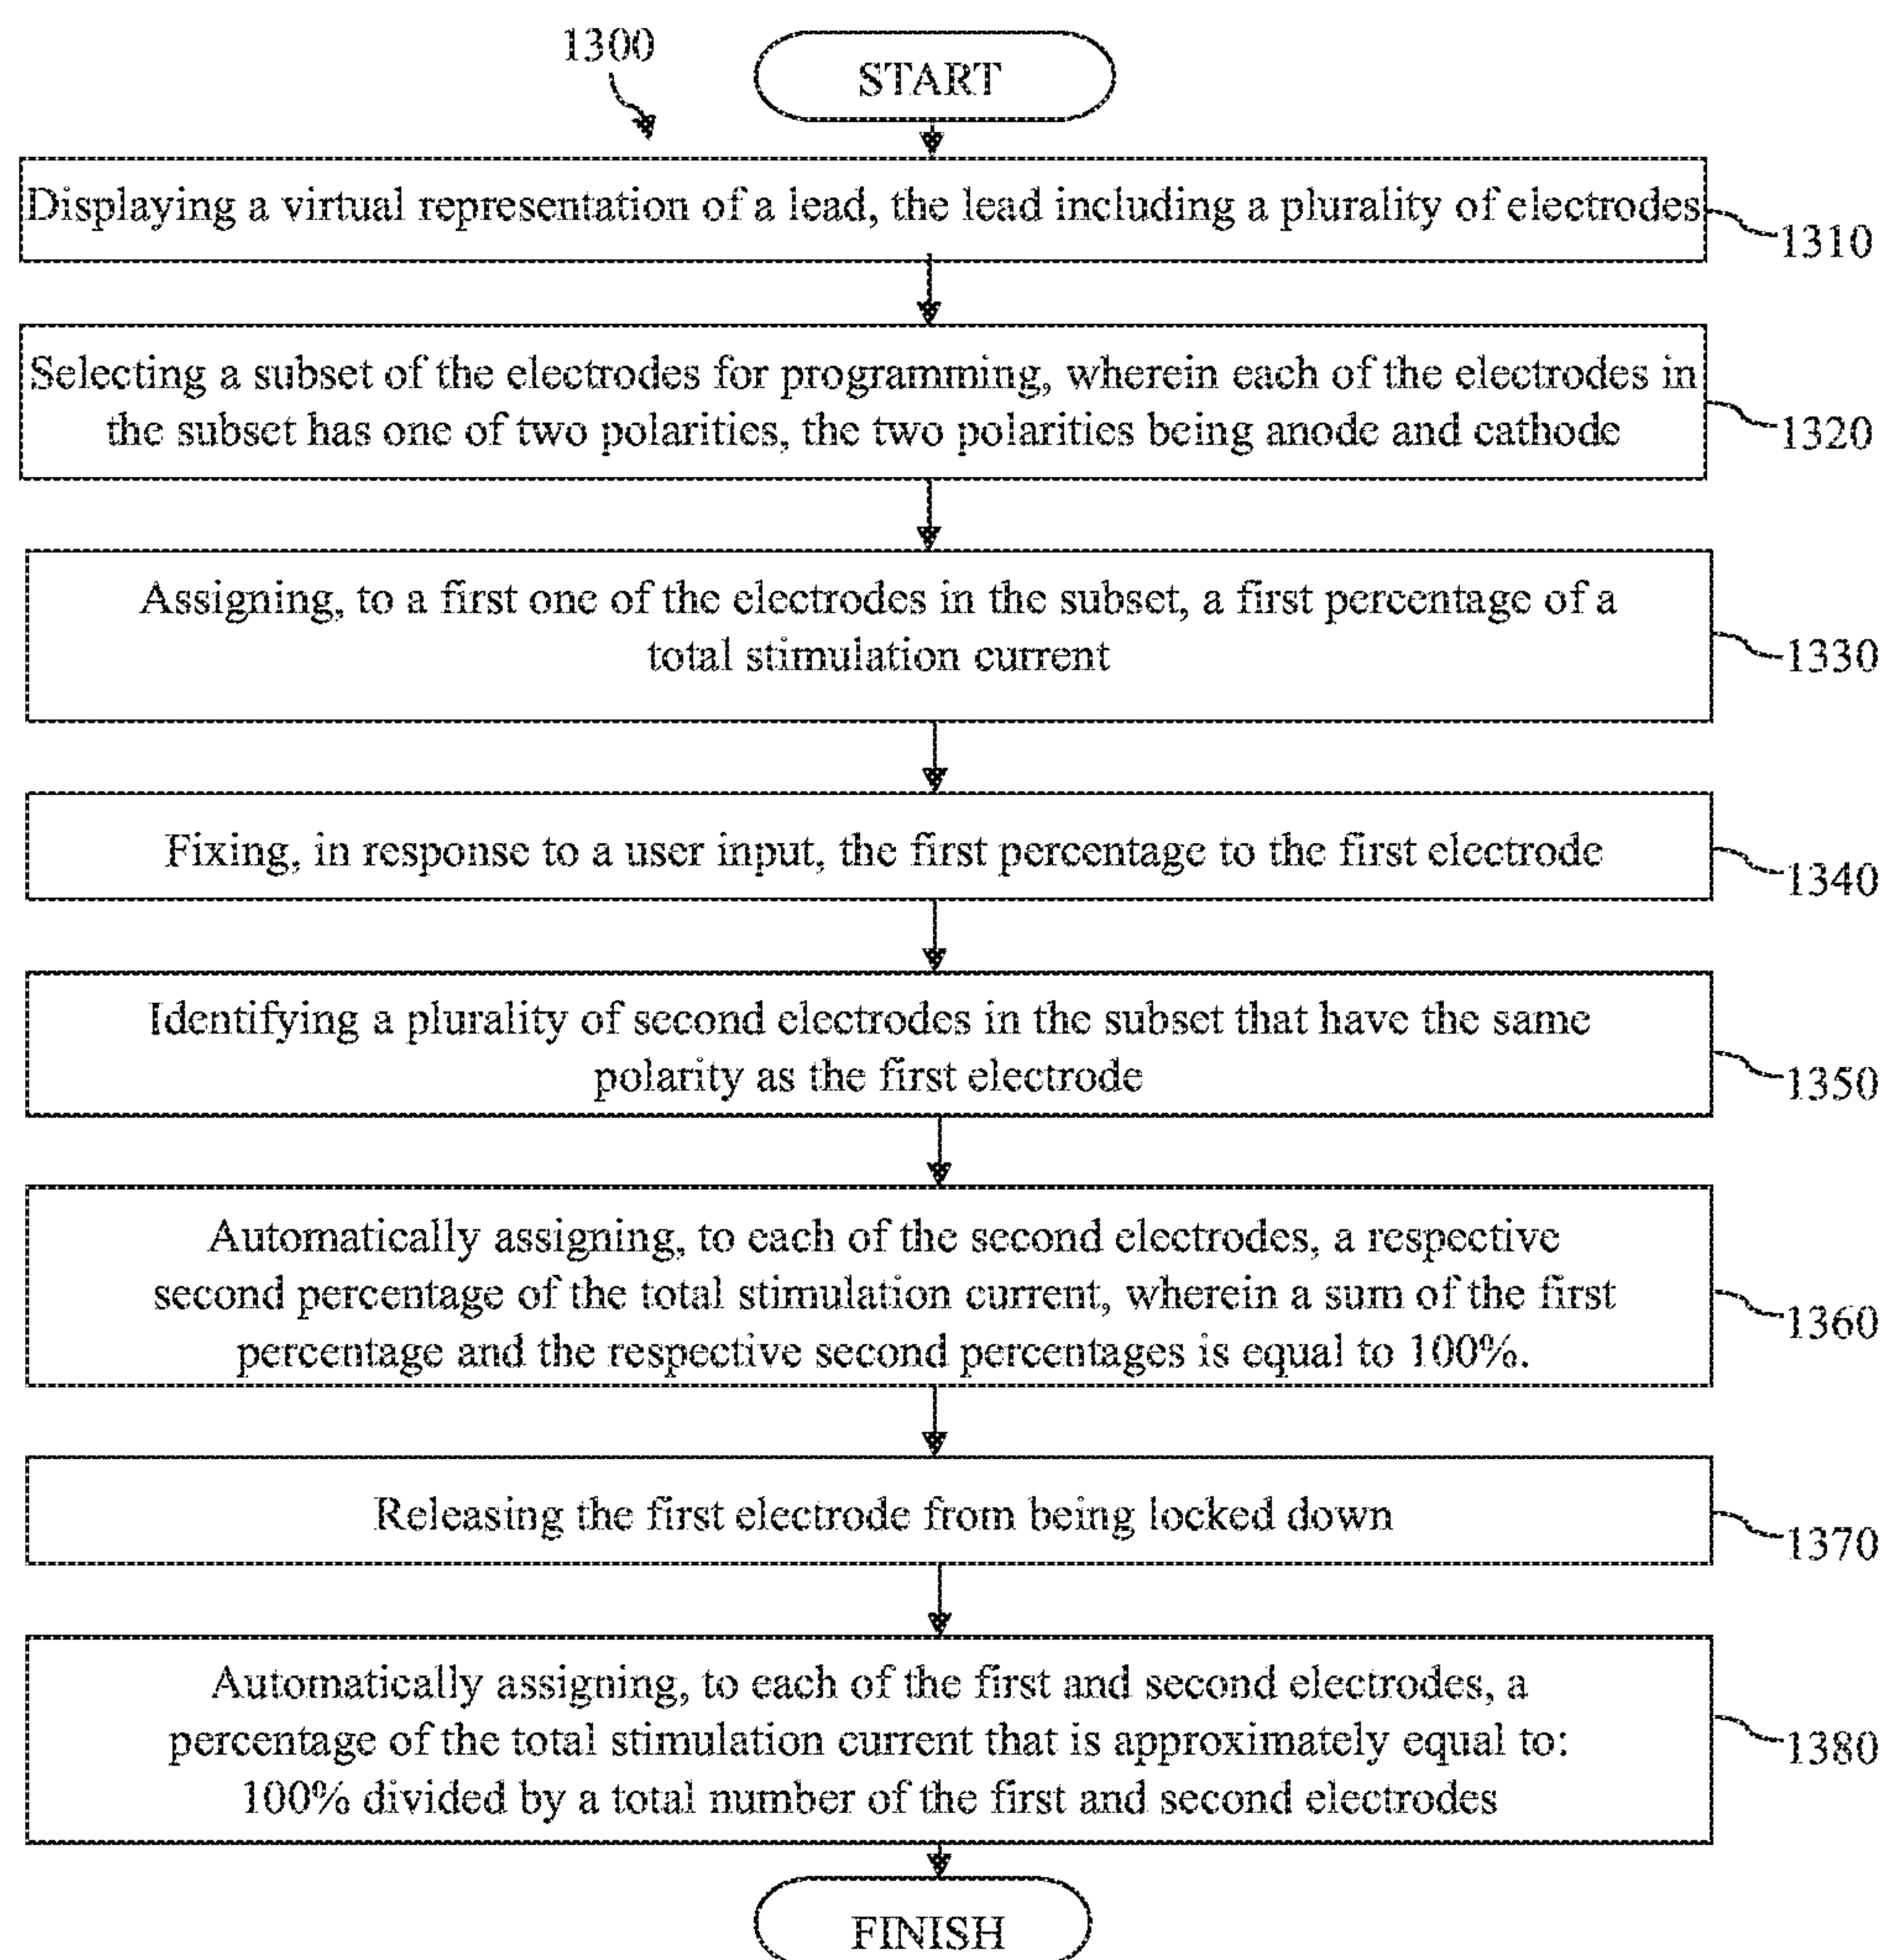 1300
START
Displaying a virtual representation of a lead, the lead including a plurality of electrodes
1310
Selecting a subset of the electrodes for programming, wherein each of the electrodes in
the subset has one of two polarities, the two polarities being anode and cathode
1320
Assigning, to a first one of the electrodes in the subset, a first percentage of a
total stimulation current
1330
Fixing, in response to a user input, the first percentage to the first electrode
1340
Identifying a plurality of second electrodes in the subset that have the same
polarity as the first electrode
1350
Automatically assigning, to each of the second electrodes, a respective
second percentage of the total stimulation current, wherein a sum of the first
percentage and the respective second percentages is equal to 100%.
1360
Releasing the first electrode from being locked down
1370
Automatically assigning, to each of the first and second electrodes, a
percentage of the total stimulation current that is approximately equal to:
100% divided by a total number of the first and second electrodes
1380
FINISH